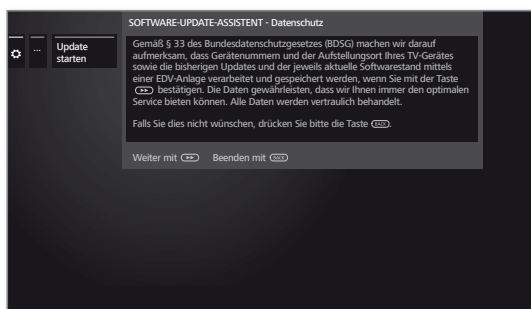 SOFTWARE-UPDATE-ASSISTENT - Datenschutz
...
Update
starten
Gemäß § 33 des Bundesdatenschutzgesetzes (BDSG) machen wir darauf
aufmerksam, dass Gerätenummern und der Aufstellungsort Ihres TV-Gerätes
sowie die bisherigen Updates und der jeweils aktuelle Softwarestand mittels
einer EDV-Anlage verarbeitet und gespeichert werden, wenn Sie mit der Taste
bestätigen. Die Daten gewährleisten, dass wir Ihnen immer den optimalen
Service bieten können. Alle Daten werden vertraulich behandelt.
Falls Sie dies nicht wünschen, drücken Sie bitte die Taste BACK.
Weiter mit Beenden mit BACK